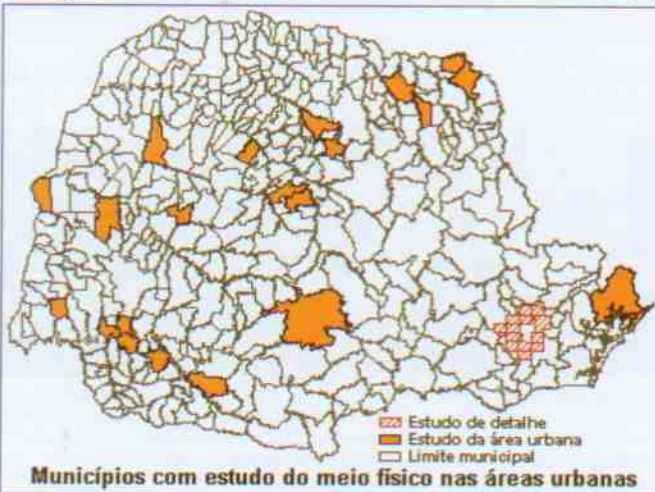 Estudo de detalhe
Estudo da área urbana
Limite municipal
Municípios com estudo do meio físico nas áreas urbanas